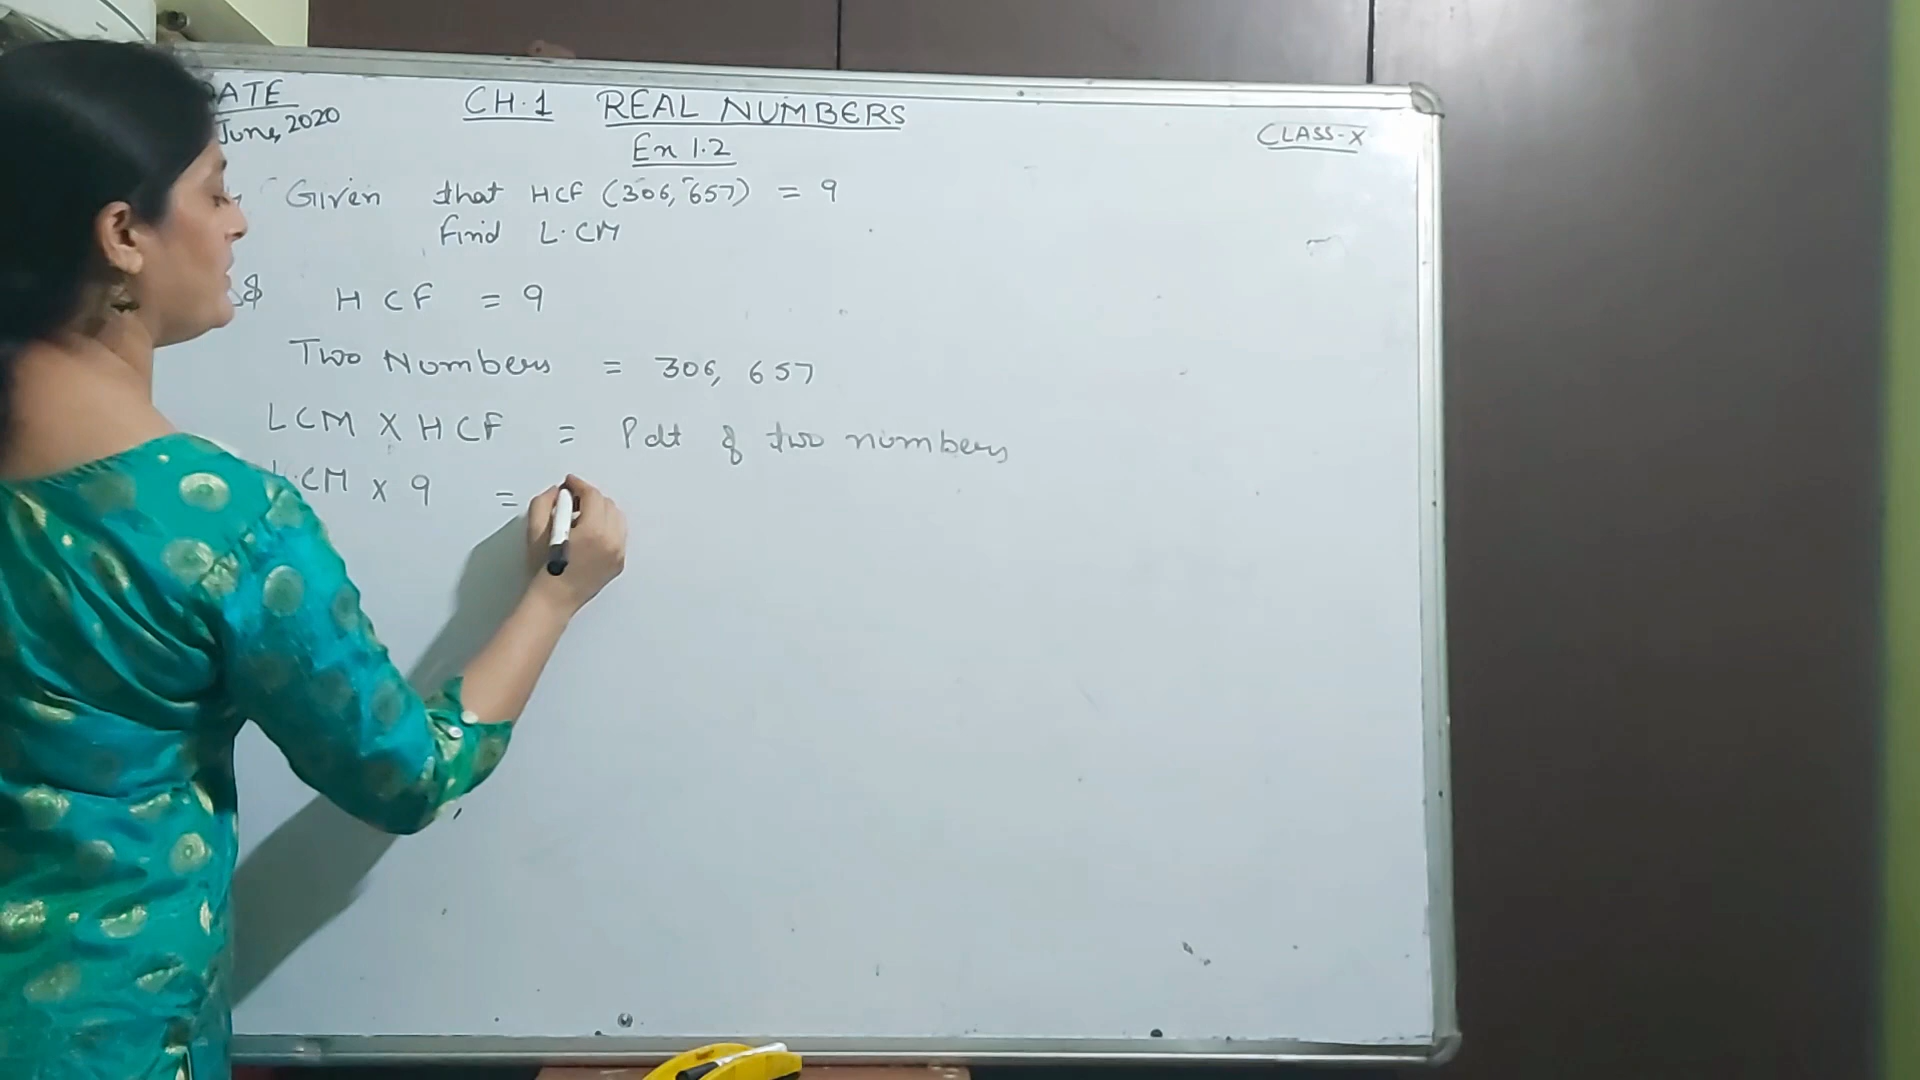 DATE
June, 2020
CH.1 REAL NUMBERS
CLASS-X
Ex 1.2
Given that HCF (306, 657) = 9
find L.CM
HCF = 9
Two Numbers = 306, 657
LCM X HCF = Pdt of two numbers
L.CM X 9 =